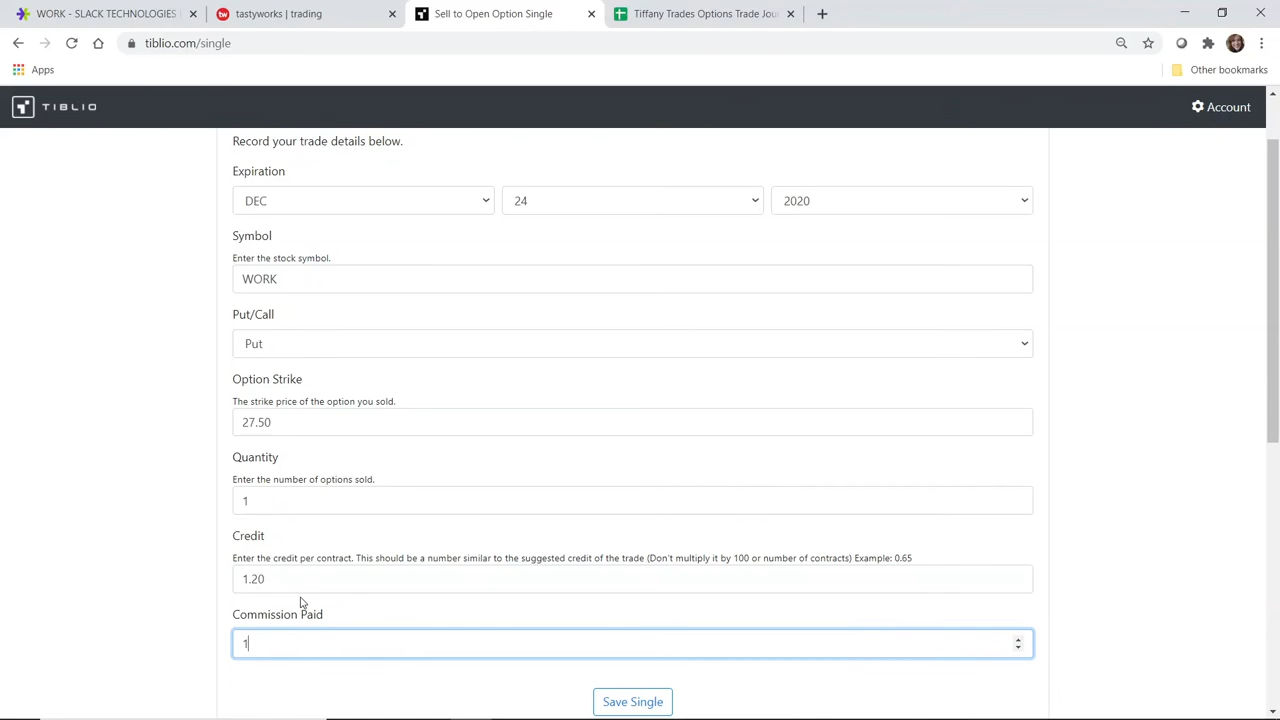 WORK - SLACK TECHNOLOGIES
tastyworks | trading
Sell to Open Option Single
Tiffany Trades Options Trade Jou
tiblio.com/single
Apps
Other bookmarks
TIBLIO
Account
Record your trade details below.
Expiration
DEC
24
2020
Symbol
Enter the stock symbol.
WORK
Put/Call
Put
Option Strike
The strike price of the option you sold.
27.50
Quantity
Enter the number of options sold.
1
Credit
Enter the credit per contract. This should be a number similar to the suggested credit of the trade (Don't multiply it by 100 or number of contracts) Example: 0.65
1.20
Commission Paid
1
Save Single